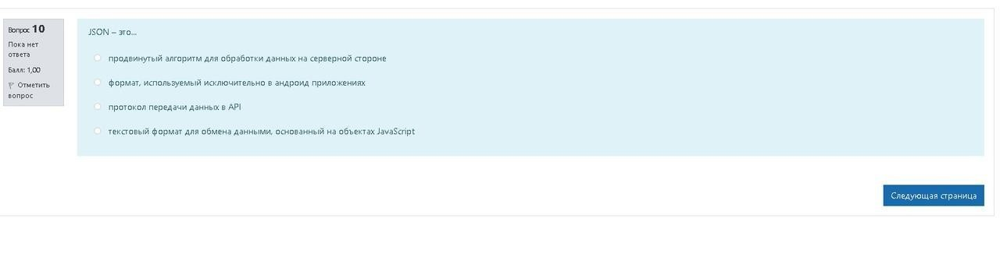 Вопрос 10
Пока нет
ответа
Балл: 1,00
Отметить
вопрос
JSON – это...
продвинутый алгоритм для обработки данных на серверной стороне
формат, используемый исключительно в андроид приложениях
протокол передачи данных в API
текстовый формат для обмена данными, основанный на объектах JavaScript
Следующая страница